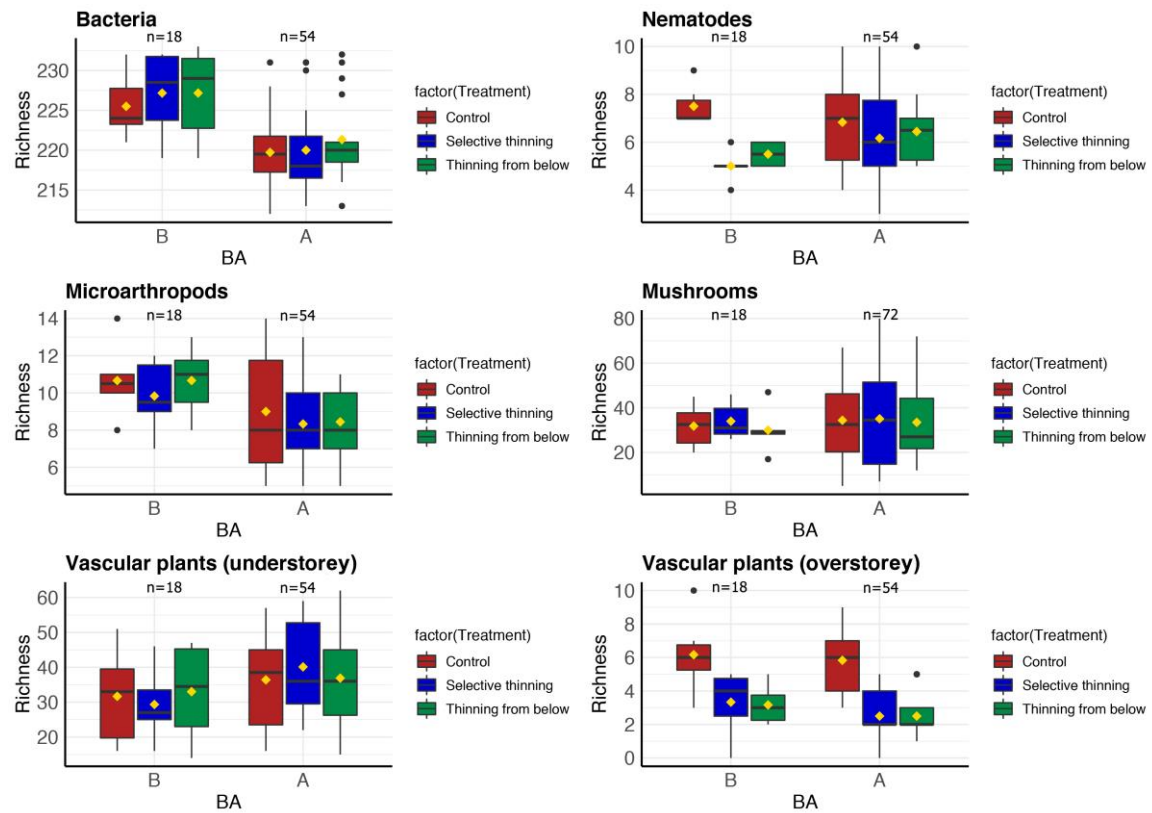 Bacteria
n=18 n=54
230
225
220
215
Richness
B A
BA
factor(Treatment)
Control
Selective thinning
Thinning from below
Nematodes
n=18 n=54
10
8
6
4
Richness
B A
BA
factor(Treatment)
Control
Selective thinning
Thinning from below
Microarthropods
n=18 n=54
14
12
10
8
6
Richness
B A
BA
factor(Treatment)
Control
Selective thinning
Thinning from below
Mushrooms
n=18 n=72
80
60
40
20
Richness
B A
BA
factor(Treatment)
Control
Selective thinning
Thinning from below
Vascular plants (understorey)
n=18 n=54
60
50
40
30
20
Richness
B A
BA
factor(Treatment)
Control
Selective thinning
Thinning from below
Vascular plants (overstorey)
n=18 n=54
10
8
6
4
2
0
Richness
B A
BA
factor(Treatment)
Control
Selective thinning
Thinning from below